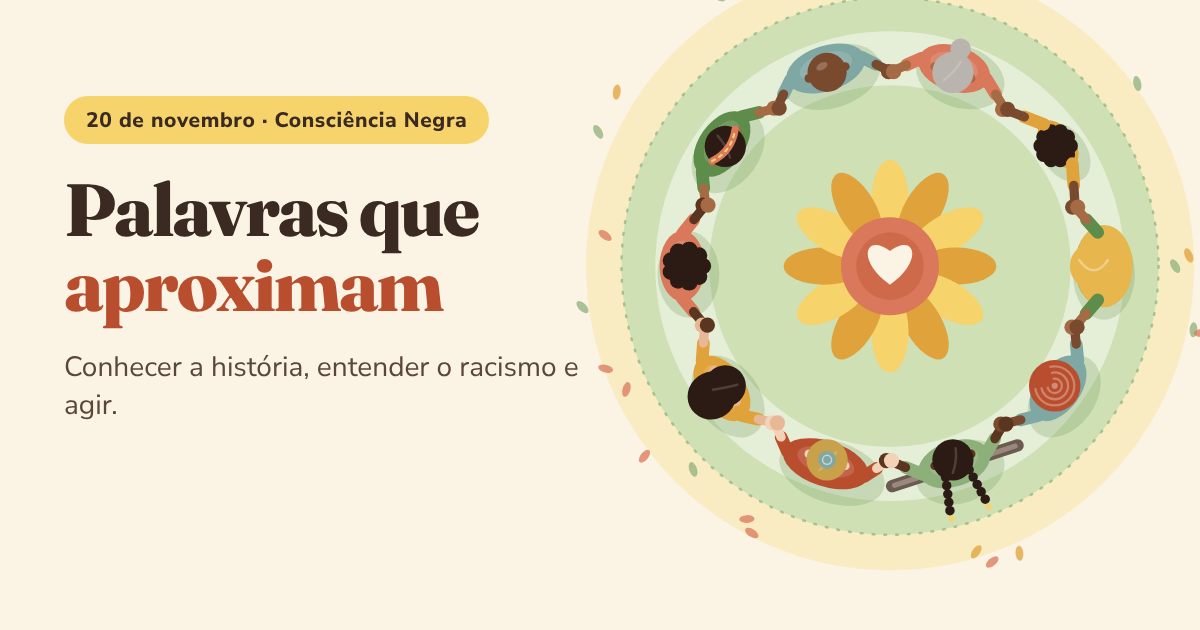 20 de novembro · Consciência Negra
Palavras que
aproximam
Conhecer a história, entender o racismo e
agir.